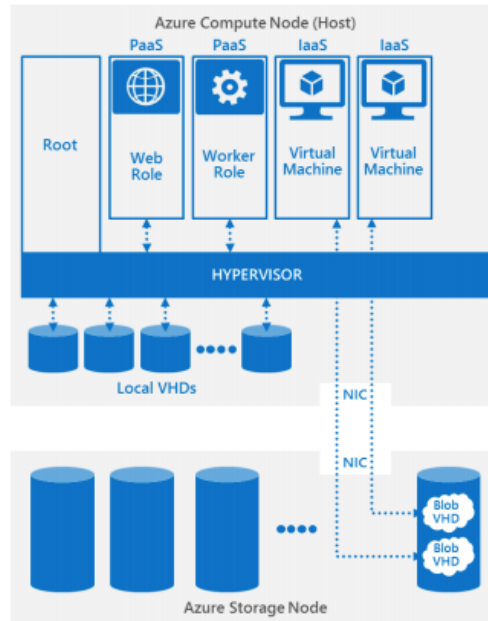 Azure Compute Node (Host)
PaaS
PaaS
IaaS
IaaS
Root
Web
Role
Worker
Role
Virtual
Machine
Virtual
Machine
HYPERVISOR
Local VHDs
NIC
NIC
Blob
VHD
Blob
VHD
Azure Storage Node